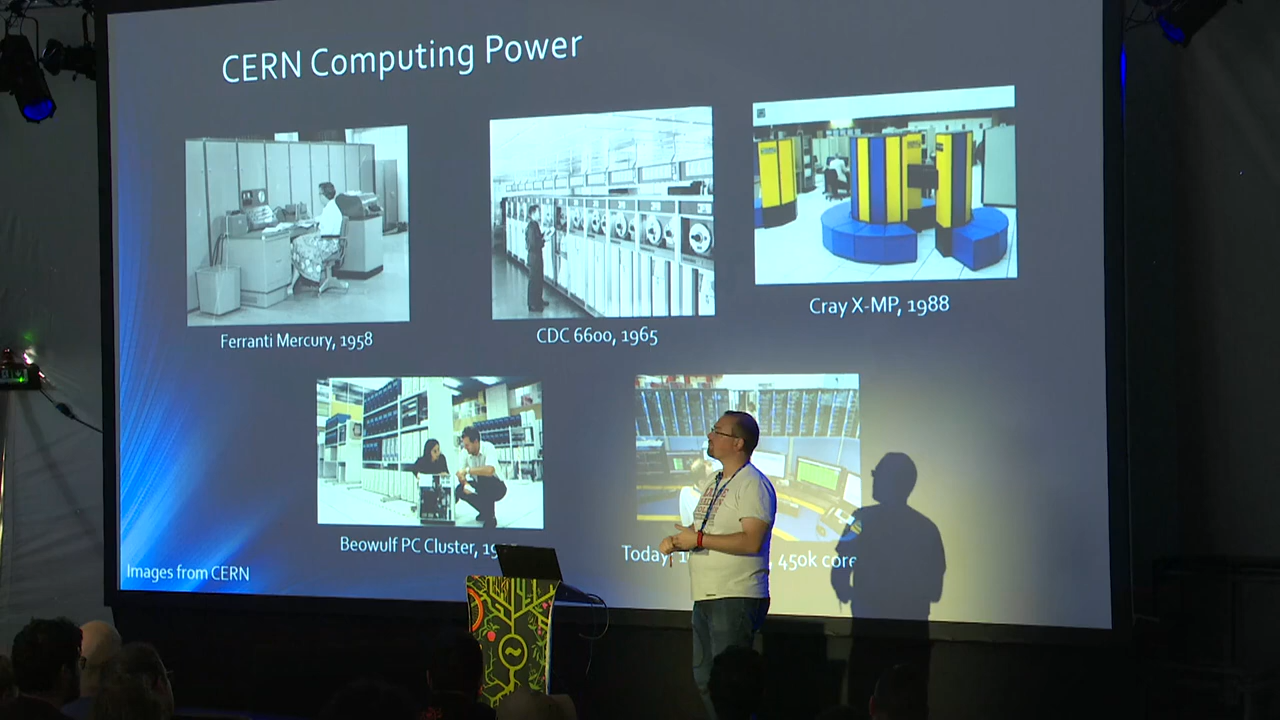 CERN Computing Power
Ferranti Mercury, 1958
CDC 6600, 1965
Cray X-MP, 1988
Beowulf PC Cluster,
Today,
450k core
Images from CERN